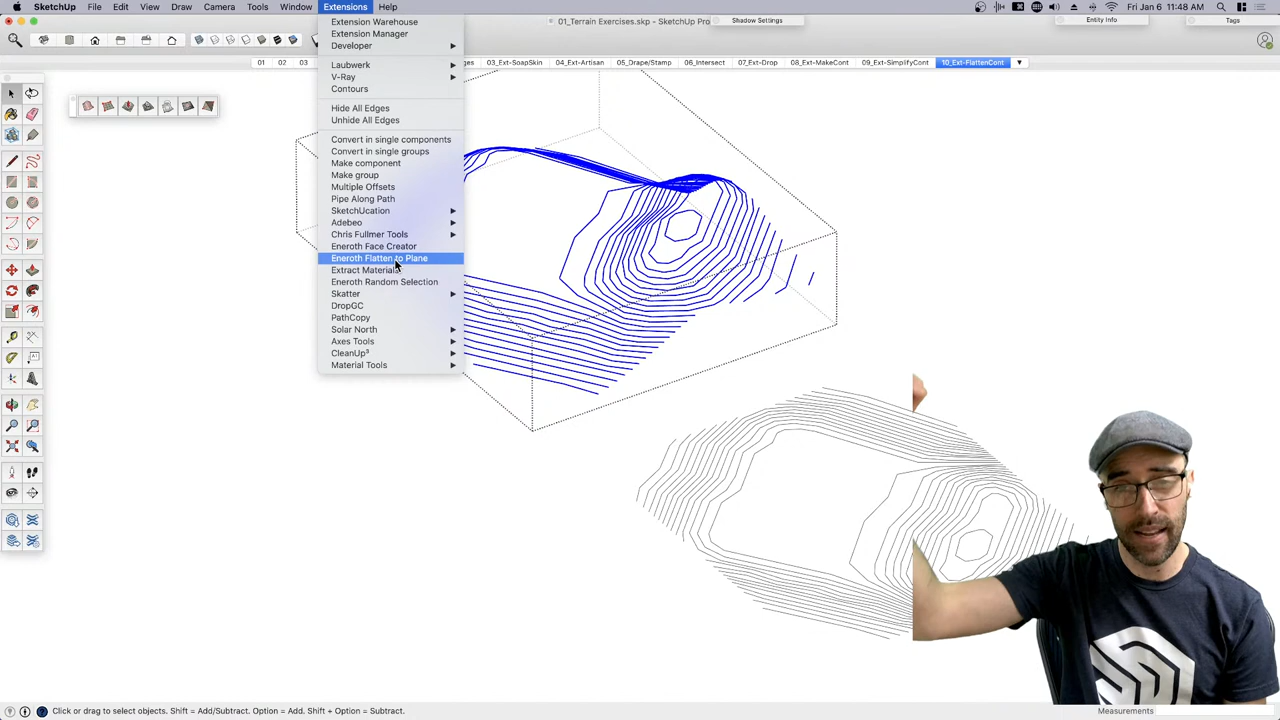 SketchUp File Edit View Camera Draw Tools Window Extensions Help Fri Jan 6 11:48 AM
01_Terrain Exercises.skp - SketchUp Pro
Shadow Settings
Entity Info
Tags
01 02 03
03_Ext-SoapSkin 04_Ext-Artisan 05_Drape/Stamp 06_Intersect 07_Ext-Drop 08_Ext-MakeCont 09_Ext-SimplifyCont 10_Ext-FlattenCont
Extension Warehouse
Extension Manager
Developer
Laubwerk
V-Ray
Contours
Hide All Edges
Unhide All Edges
Convert in single components
Convert in single groups
Make component
Make group
Multiple Offsets
Pipe Along Path
SketchUcation
Adebeo
Chris Fullmer Tools
Eneroth Face Creator
Eneroth Flatten to Plane
Extract Materials
Eneroth Random Selection
Skatter
DropGC
PathCopy
Solar North
Axes Tools
CleanUp³
Material Tools
Click or drag to select objects. Shift = Add/Subtract. Option = Add. Shift + Option = Subtract.
Measurements